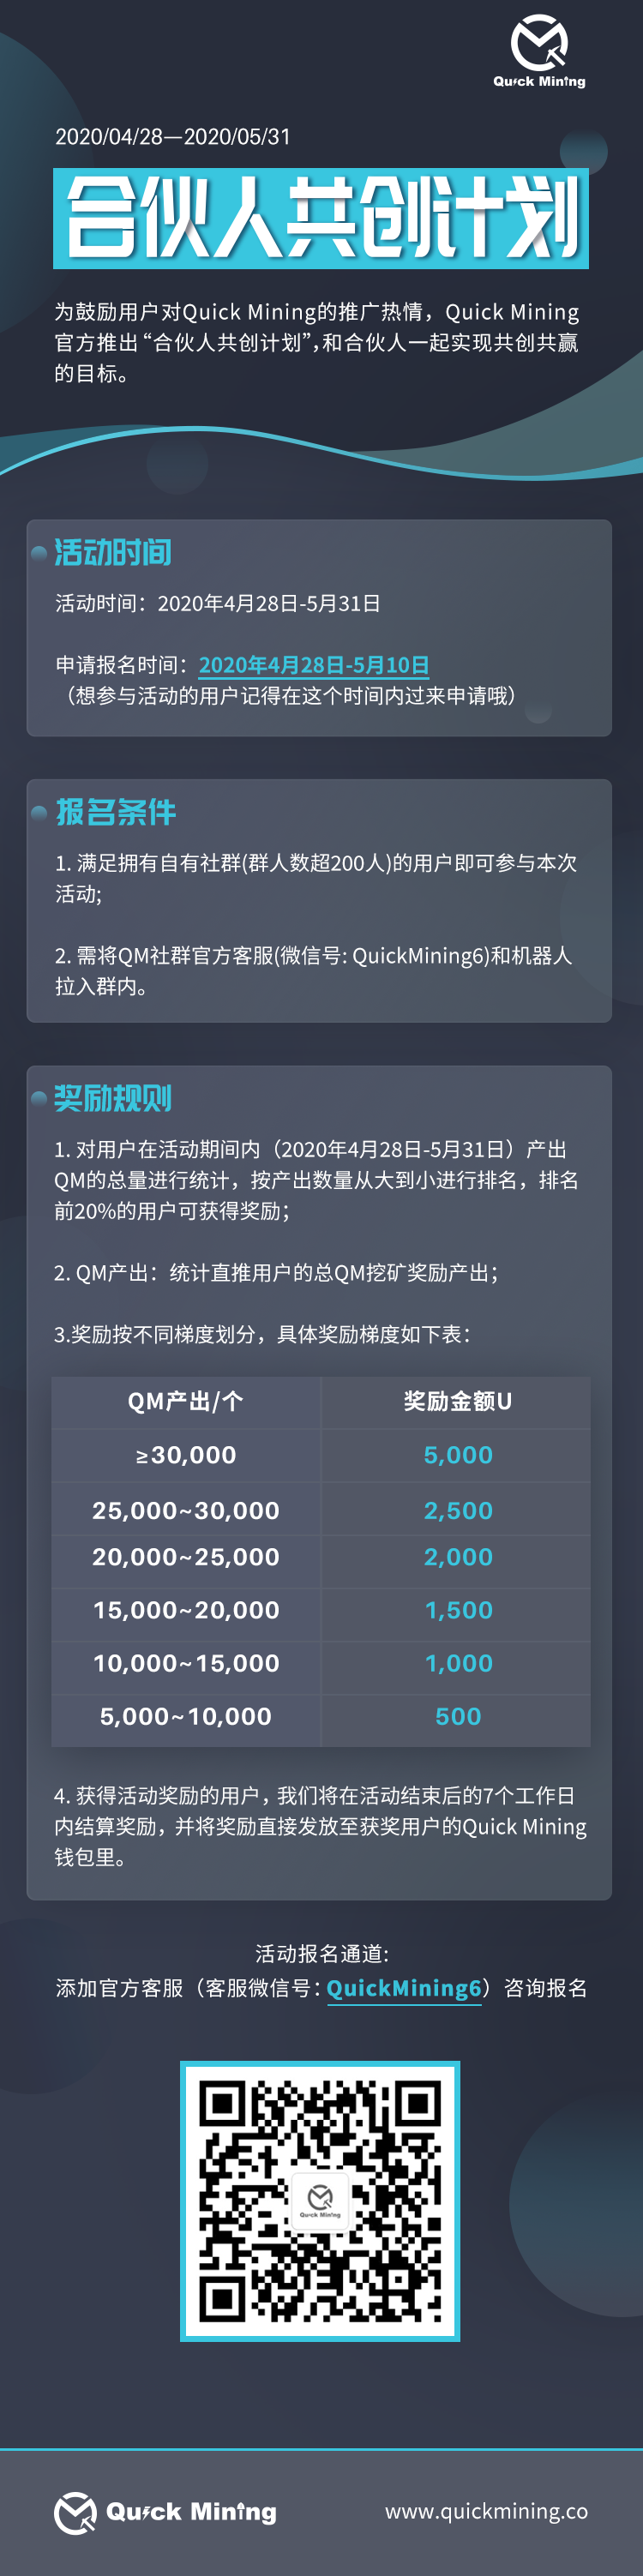 Quick Mining
2020/04/28—2020/05/31
合伙人共创计划
为鼓励用户对Quick Mining的推广热情，Quick Mining
官方推出“合伙人共创计划”,和合伙人一起实现共创共赢
的目标。
活动时间
活动时间：2020年4月28日-5月31日
申请报名时间：2020年4月28日-5月10日
（想参与活动的用户记得在这个时间内过来申请哦）
报名条件
1. 满足拥有自有社群(群人数超200人)的用户即可参与本次
活动;
2. 需将QM社群官方客服(微信号: QuickMining6)和机器人
拉入群内。
奖励规则
1. 对用户在活动期间内（2020年4月28日-5月31日）产出
QM的总量进行统计，按产出数量从大到小进行排名，排名
前20%的用户可获得奖励；
2. QM产出：统计直推用户的总QM挖矿奖励产出；
3.奖励按不同梯度划分，具体奖励梯度如下表：
QM产出/个 奖励金额U
≥30,000 5,000
25,000~30,000 2,500
20,000~25,000 2,000
15,000~20,000 1,500
10,000~15,000 1,000
5,000~10,000 500
4. 获得活动奖励的用户，我们将在活动结束后的7个工作日
内结算奖励，并将奖励直接发放至获奖用户的Quick Mining
钱包里。
活动报名通道:
添加官方客服（客服微信号：QuickMining6）咨询报名
Quick Mining
Quick Mining
www.quickmining.co